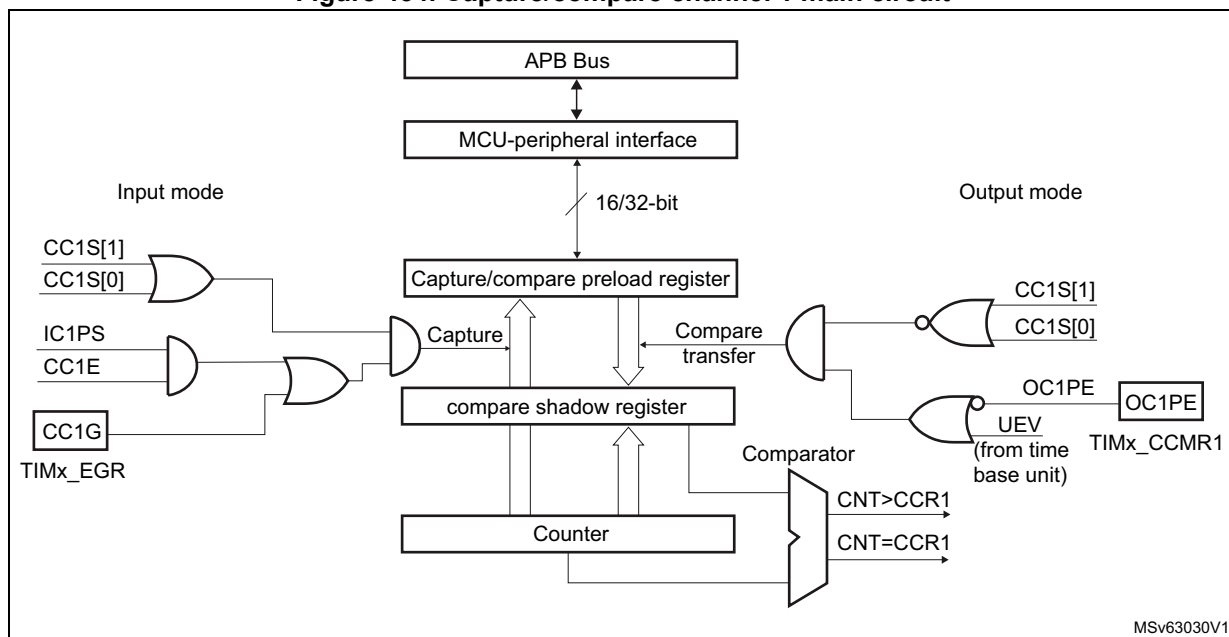 APB Bus
MCU-peripheral interface
Input mode
16/32-bit
Output mode
CC1S[1]
CC1S[0]
Capture/compare preload register
CC1S[1]
CC1S[0]
IC1PS
CC1E
Capture
Compare
transfer
CC1G
TIMx_EGR
compare shadow register
OC1PE
OC1PE
UEV
TIMx_CCMR1
(from time
base unit)
Comparator
CNT>CCR1
Counter
CNT=CCR1
MSv63030V1